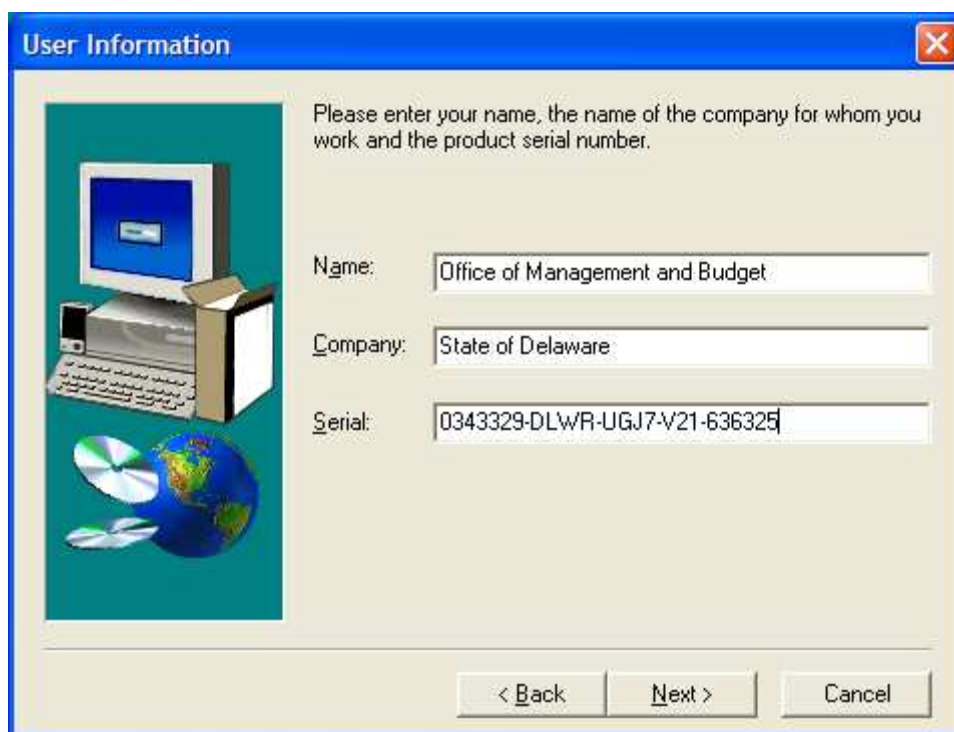 User Information
Please enter your name, the name of the company for whom you
work and the product serial number.
Name: Office of Management and Budget
Company: State of Delaware
Serial: 0343329-DLWR-UGJ7-V21-636325
< Back Next > Cancel